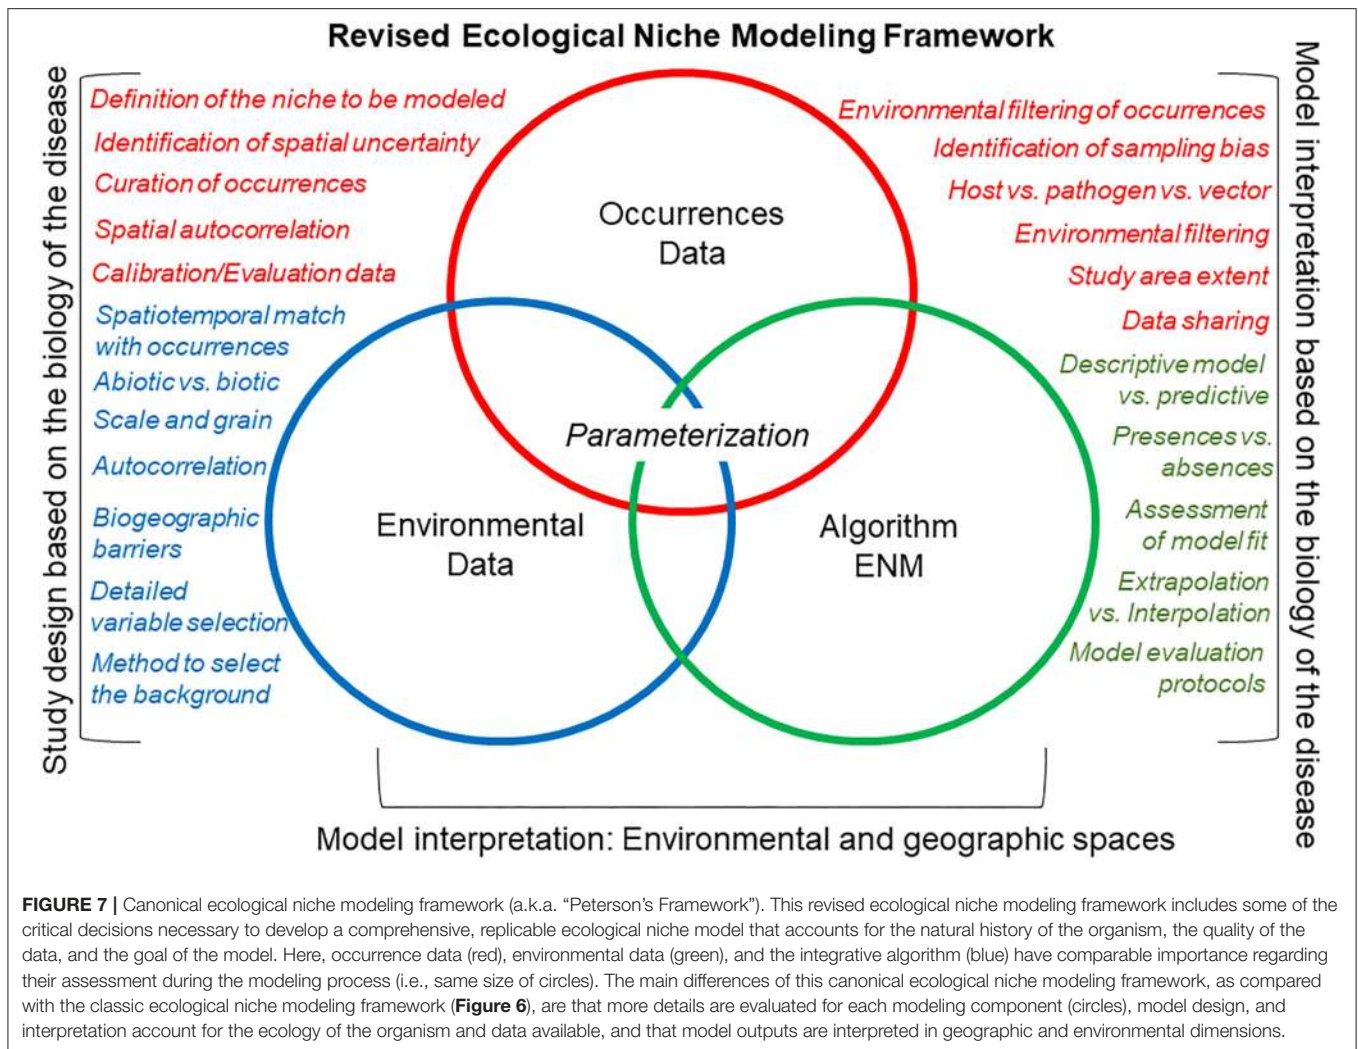 Revised Ecological Niche Modeling Framework
Study design based on the biology of the disease
Definition of the niche to be modeled
Identification of spatial uncertainty
Curation of occurrences
Spatial autocorrelation
Calibration/Evaluation data
Spatiotemporal match
with occurrences
Abiotic vs. biotic
Scale and grain
Autocorrelation
Biogeographic
barriers
Detailed
variable selection
Method to select
the background
Occurrences
Data
Parameterization
Environmental
Data
Algorithm
ENM
Environmental filtering of occurrences
Identification of sampling bias
Host vs. pathogen vs. vector
Environmental filtering
Study area extent
Data sharing
Descriptive model
vs. predictive
Presences vs.
absences
Assessment
of model fit
Extrapolation
vs. Interpolation
Model evaluation
protocols
Model interpretation based on the biology of the disease
Model interpretation: Environmental and geographic spaces
FIGURE 7 | Canonical ecological niche modeling framework (a.k.a. “Peterson’s Framework”). This revised ecological niche modeling framework includes some of the
critical decisions necessary to develop a comprehensive, replicable ecological niche model that accounts for the natural history of the organism, the quality of the
data, and the goal of the model. Here, occurrence data (red), environmental data (green), and the integrative algorithm (blue) have comparable importance regarding
their assessment during the modeling process (i.e., same size of circles). The main differences of this canonical ecological niche modeling framework, as compared
with the classic ecological niche modeling framework (Figure 6), are that more details are evaluated for each modeling component (circles), model design, and
interpretation account for the ecology of the organism and data available, and that model outputs are interpreted in geographic and environmental dimensions.